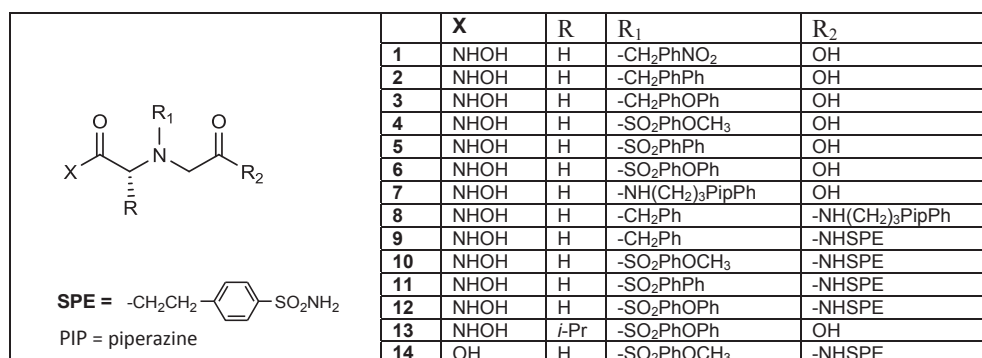 X R R₁ R₂
1 NHOH H -CH₂PhNO₂ OH
2 NHOH H -CH₂PhPh OH
3 NHOH H -CH₂PhOPh OH
4 NHOH H -SO₂PhOCH₃ OH
5 NHOH H -SO₂PhPh OH
6 NHOH H -SO₂PhOPh OH
7 NHOH H -NH(CH₂)₃PipPh OH
8 NHOH H -CH₂Ph -NH(CH₂)₃PipPh
9 NHOH H -CH₂Ph -NHSPE
10 NHOH H -SO₂PhOCH₃ -NHSPE
11 NHOH H -SO₂PhPh -NHSPE
12 NHOH H -SO₂PhOPh -NHSPE
13 NHOH i-Pr -SO₂PhOPh OH
14 OH H -SO₂PhOCH₃ -NHSPE
O R₁ O
X N R₂
R
SPE = -CH₂CH₂ SO₂NH₂
PIP = piperazine